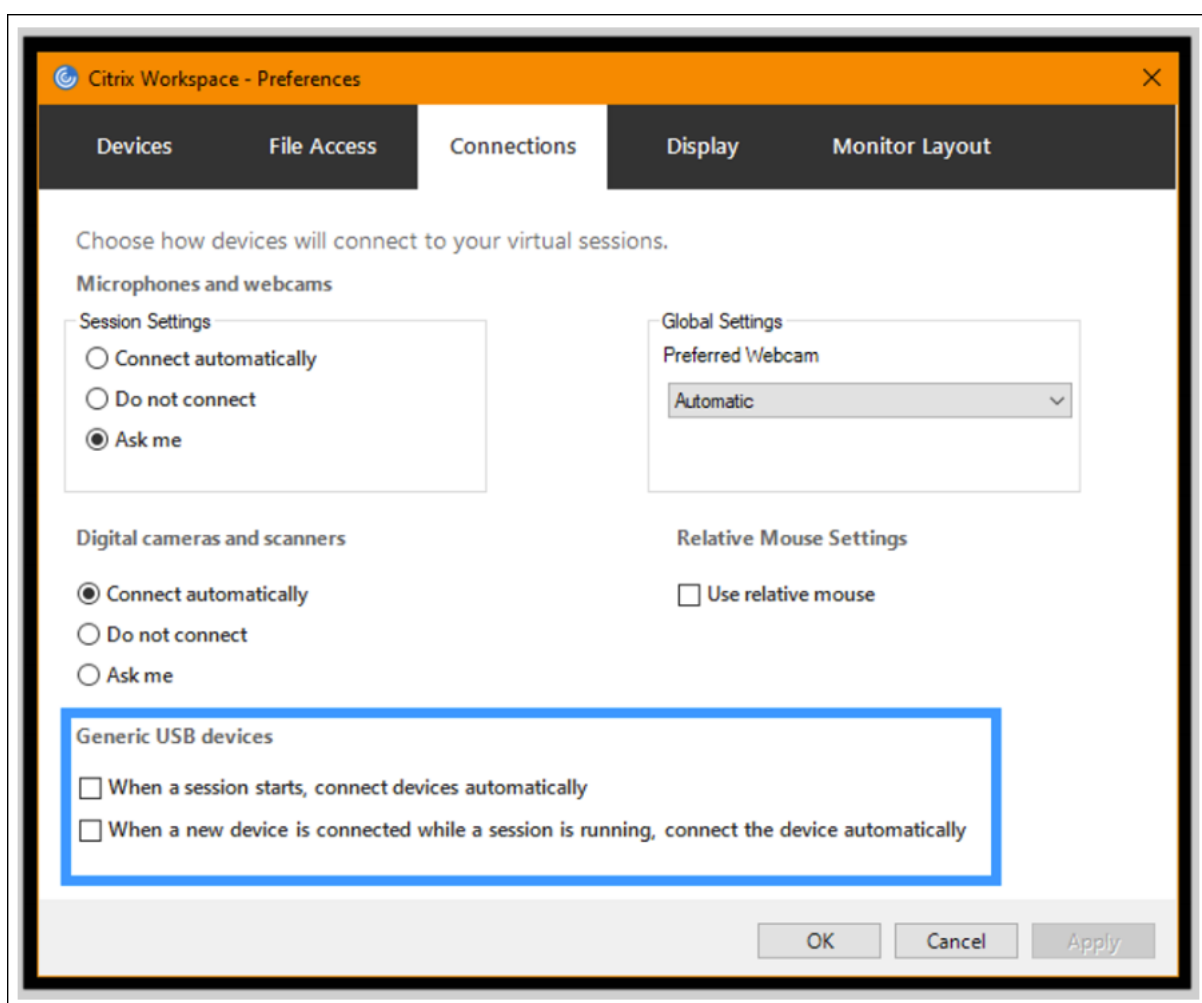 Citrix Workspace - Preferences
Devices
File Access
Connections
Display
Monitor Layout
Choose how devices will connect to your virtual sessions.
Microphones and webcams
Session Settings
Connect automatically
Do not connect
Ask me
Global Settings
Preferred Webcam
Automatic
Digital cameras and scanners
Connect automatically
Do not connect
Ask me
Relative Mouse Settings
Use relative mouse
Generic USB devices
When a session starts, connect devices automatically
When a new device is connected while a session is running, connect the device automatically
OK
Cancel
Apply